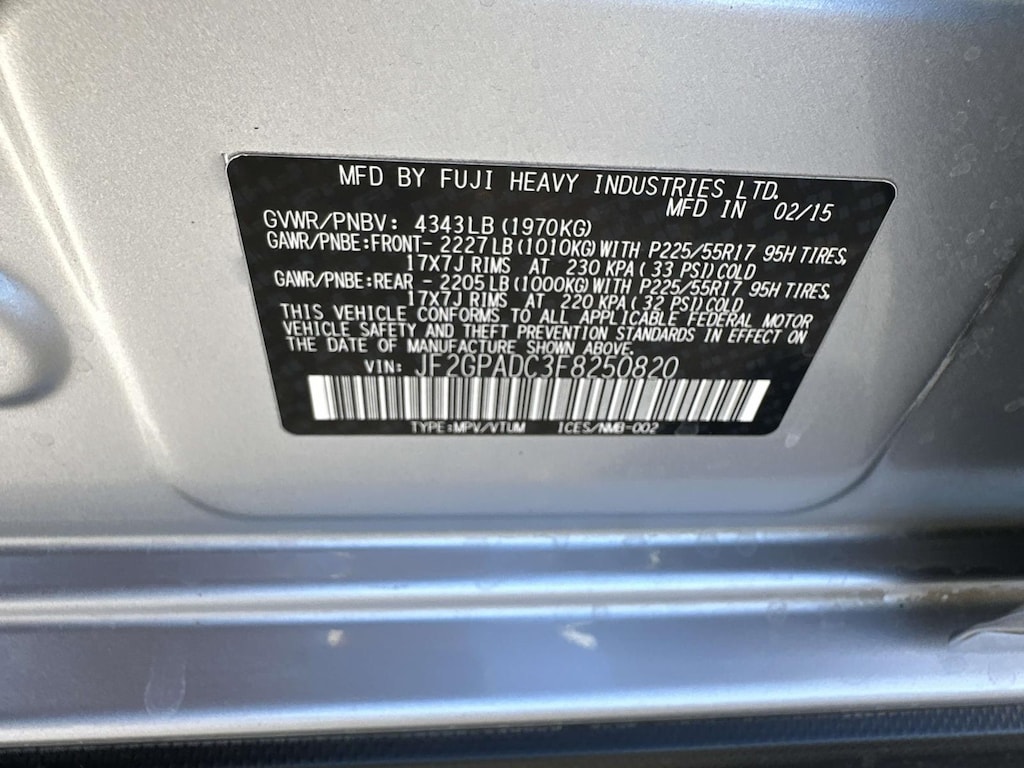 MFD BY FUJI HEAVY INDUSTRIES LTD.
MFD IN 02/15
GVWR/PNBV: 4343LB (1970KG)
GAWR/PNBE:FRONT- 2227LB (1010KG) WITH P225/55R17 95H TIRES,
17X7J RIMS AT 230 KPA ( 33 PSI) COLD
GAWR/PNBE:REAR - 2205LB (1000KG) WITH P225/55R17 95H TIRES,
17X7J RIMS AT 220 KPA ( 32 PSI) COLD
THIS VEHICLE CONFORMS TO ALL APPLICABLE FEDERAL MOTOR
VEHICLE SAFETY AND THEFT PREVENTION STANDARDS IN EFFECT ON
THE DATE OF MANUFACTURE SHOWN ABOVE.
VIN: JF2GPADC3F8250820
TYPE:MPV/VTUM ICES/NMB-002